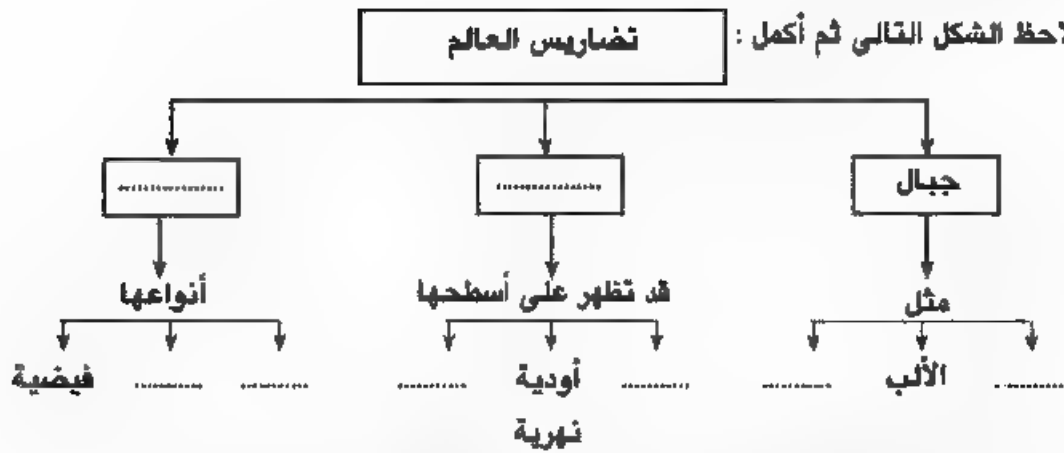 لاحظ الشكل التالي ثم أكمل :
تضاريس العالم
جبال
....................
....................
مثل
قد تظهر على أسطحها
أنواعها
............ الألب ............
............ أودية نهرية ............
............ ............ فيضية